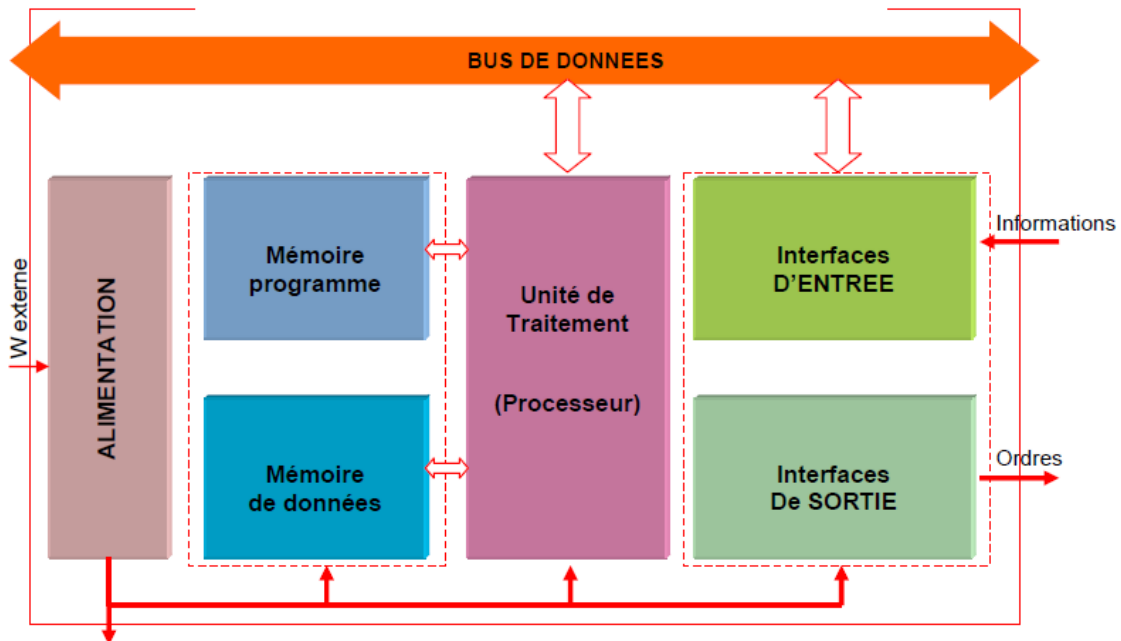 BUS DE DONNEES
W externe
ALIMENTATION
Mémoire
programme
Mémoire
de données
Unité de
Traitement
(Processeur)
Interfaces
D'ENTREE
Interfaces
De SORTIE
Informations
Ordres